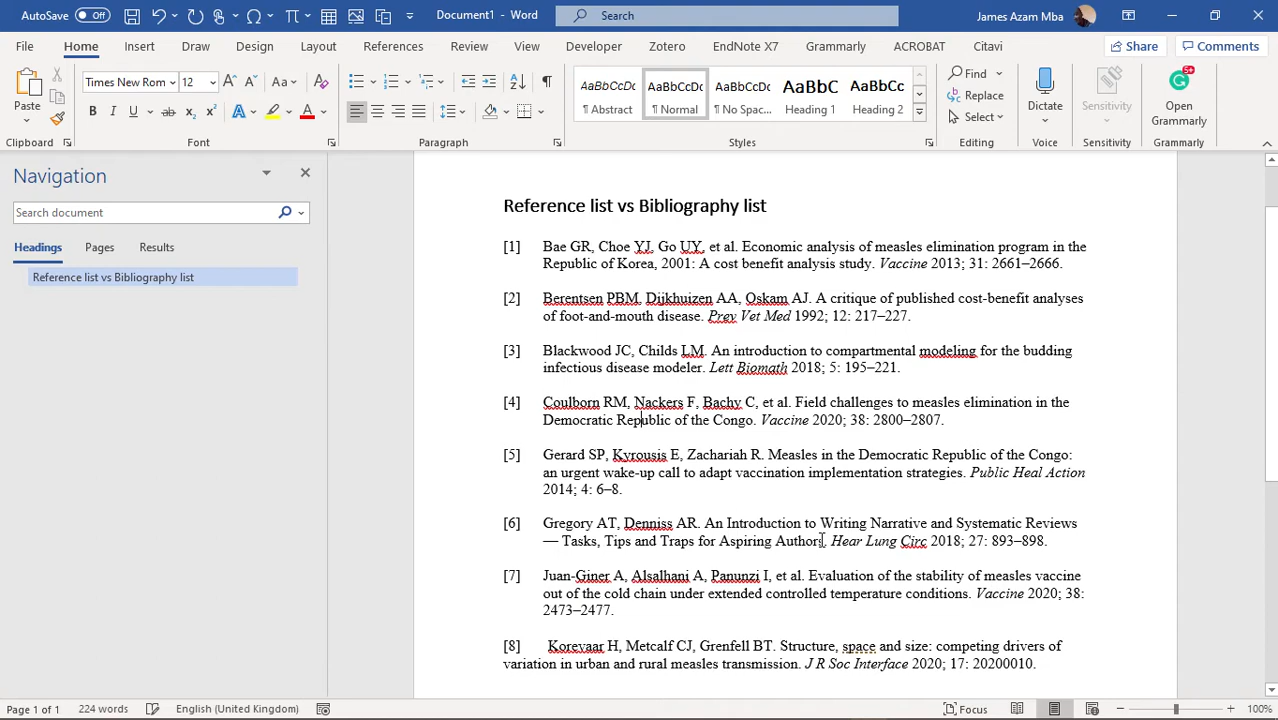 AutoSave Off Document1 - Word Search James Azam Mba
File Home Insert Draw Design Layout References Review View Developer Zotero EndNote X7 Grammarly ACROBAT Citavi Share Comments
Paste Times New Rom 12 Aa AaBbCcDc AaBbCcDc AaBbCcDc AaBbC AaBbCc Find Replace Select Dictate Sensitivity Open Grammarly
B I U ab x₂ x² A A ¶ Abstract ¶ Normal ¶ No Spac... Heading 1 Heading 2
Clipboard Font Paragraph Styles Editing Voice Sensitivity Grammarly
Navigation
Search document
Headings Pages Results
Reference list vs Bibliography list
Reference list vs Bibliography list
[1] Bae GR, Choe YJ, Go UY, et al. Economic analysis of measles elimination program in the
Republic of Korea, 2001: A cost benefit analysis study. Vaccine 2013; 31: 2661–2666.
[2] Berentsen PBM, Dijkhuizen AA, Oskam AJ. A critique of published cost-benefit analyses
of foot-and-mouth disease. Prev Vet Med 1992; 12: 217–227.
[3] Blackwood JC, Childs LM. An introduction to compartmental modeling for the budding
infectious disease modeler. Lett Biomath 2018; 5: 195–221.
[4] Coulborn RM, Nackers F, Bachy C, et al. Field challenges to measles elimination in the
Democratic Republic of the Congo. Vaccine 2020; 38: 2800–2807.
[5] Gerard SP, Kyrousis E, Zachariah R. Measles in the Democratic Republic of the Congo:
an urgent wake-up call to adapt vaccination implementation strategies. Public Heal Action
2014; 4: 6–8.
[6] Gregory AT, Denniss AR. An Introduction to Writing Narrative and Systematic Reviews
— Tasks, Tips and Traps for Aspiring Authors. Hear Lung Circ 2018; 27: 893–898.
[7] Juan-Giner A, Alsalhani A, Panunzi I, et al. Evaluation of the stability of measles vaccine
out of the cold chain under extended controlled temperature conditions. Vaccine 2020; 38:
2473–2477.
[8] Korevaar H, Metcalf CJ, Grenfell BT. Structure, space and size: competing drivers of
variation in urban and rural measles transmission. J R Soc Interface 2020; 17: 20200010.
Page 1 of 1 224 words English (United Kingdom) Focus 100%